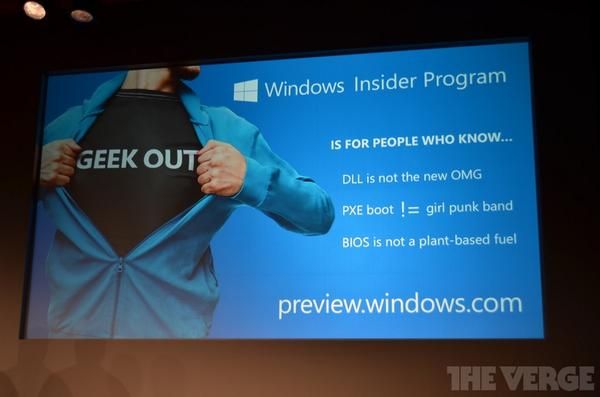 Windows Insider Program
GEEK OUT
IS FOR PEOPLE WHO KNOW...
DLL is not the new OMG
PXE boot != girl punk band
BIOS is not a plant-based fuel
preview.windows.com
THE VERGE